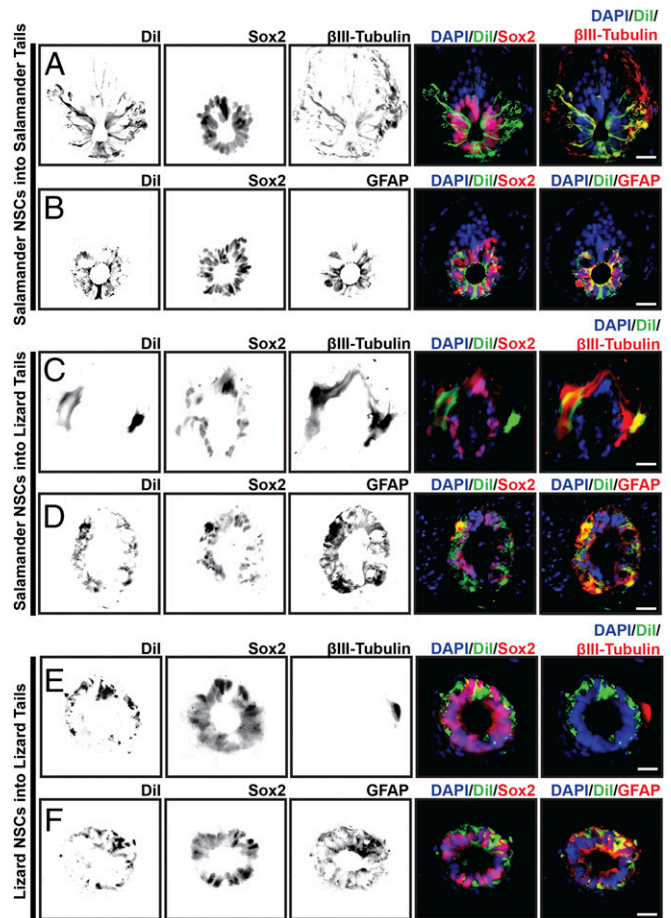 Salamander NSCs into Salamander Tails
DiI Sox2 βIII-Tubulin DAPI/DiI/Sox2 DAPI/DiI/
βIII-Tubulin
A
DiI Sox2 GFAP DAPI/DiI/Sox2 DAPI/DiI/GFAP
B
Salamander NSCs into Lizard Tails
DiI Sox2 βIII-Tubulin DAPI/DiI/Sox2 DAPI/DiI/
βIII-Tubulin
C
DiI Sox2 GFAP DAPI/DiI/Sox2 DAPI/DiI/GFAP
D
Lizard NSCs into Lizard Tails
DiI Sox2 βIII-Tubulin DAPI/DiI/Sox2 DAPI/DiI/
βIII-Tubulin
E
DiI Sox2 GFAP DAPI/DiI/Sox2 DAPI/DiI/GFAP
F